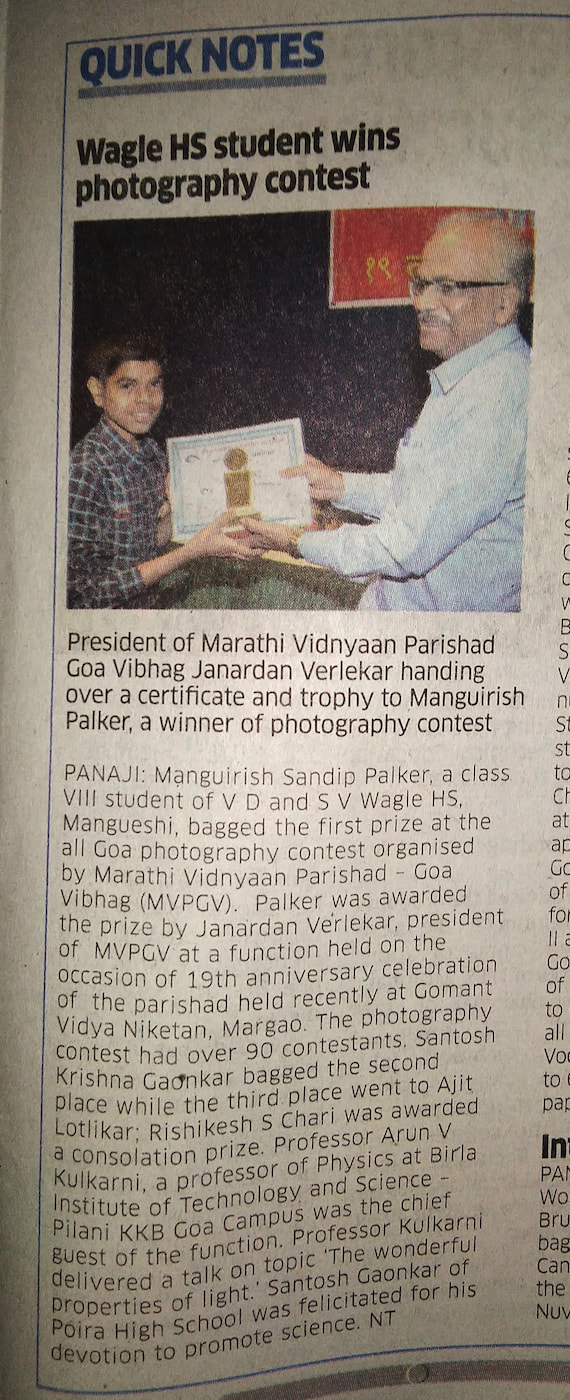 QUICK NOTES
Wagle HS student wins
photography contest
१९
President of Marathi Vidnyaan Parishad
Goa Vibhag Janardan Verlekar handing
over a certificate and trophy to Manguirish
Palker, a winner of photography contest
PANAJI: Manguirish Sandip Palker, a class
VIII student of V D and S V Wagle HS,
Mangueshi, bagged the first prize at the
all Goa photography contest organised
by Marathi Vidnyaan Parishad – Goa
Vibhag (MVPGV). Palker was awarded
the prize by Janardan Verlekar, president
of MVPGV at a function held on the
occasion of 19th anniversary celebration
of the parishad held recently at Gomant
Vidya Niketan, Margao. The photography
contest had over 90 contestants. Santosh
Krishna Gaonkar bagged the second
place while the third place went to Ajit
Lotlikar; Rishikesh S Chari was awarded
a consolation prize. Professor Arun V
Kulkarni, a professor of Physics at Birla
Institute of Technology and Science –
Pilani KKB Goa Campus was the chief
guest of the function. Professor Kulkarni
delivered a talk on topic 'The wonderful
properties of light.' Santosh Gaonkar of
Poira High School was felicitated for his
devotion to promote science. NT